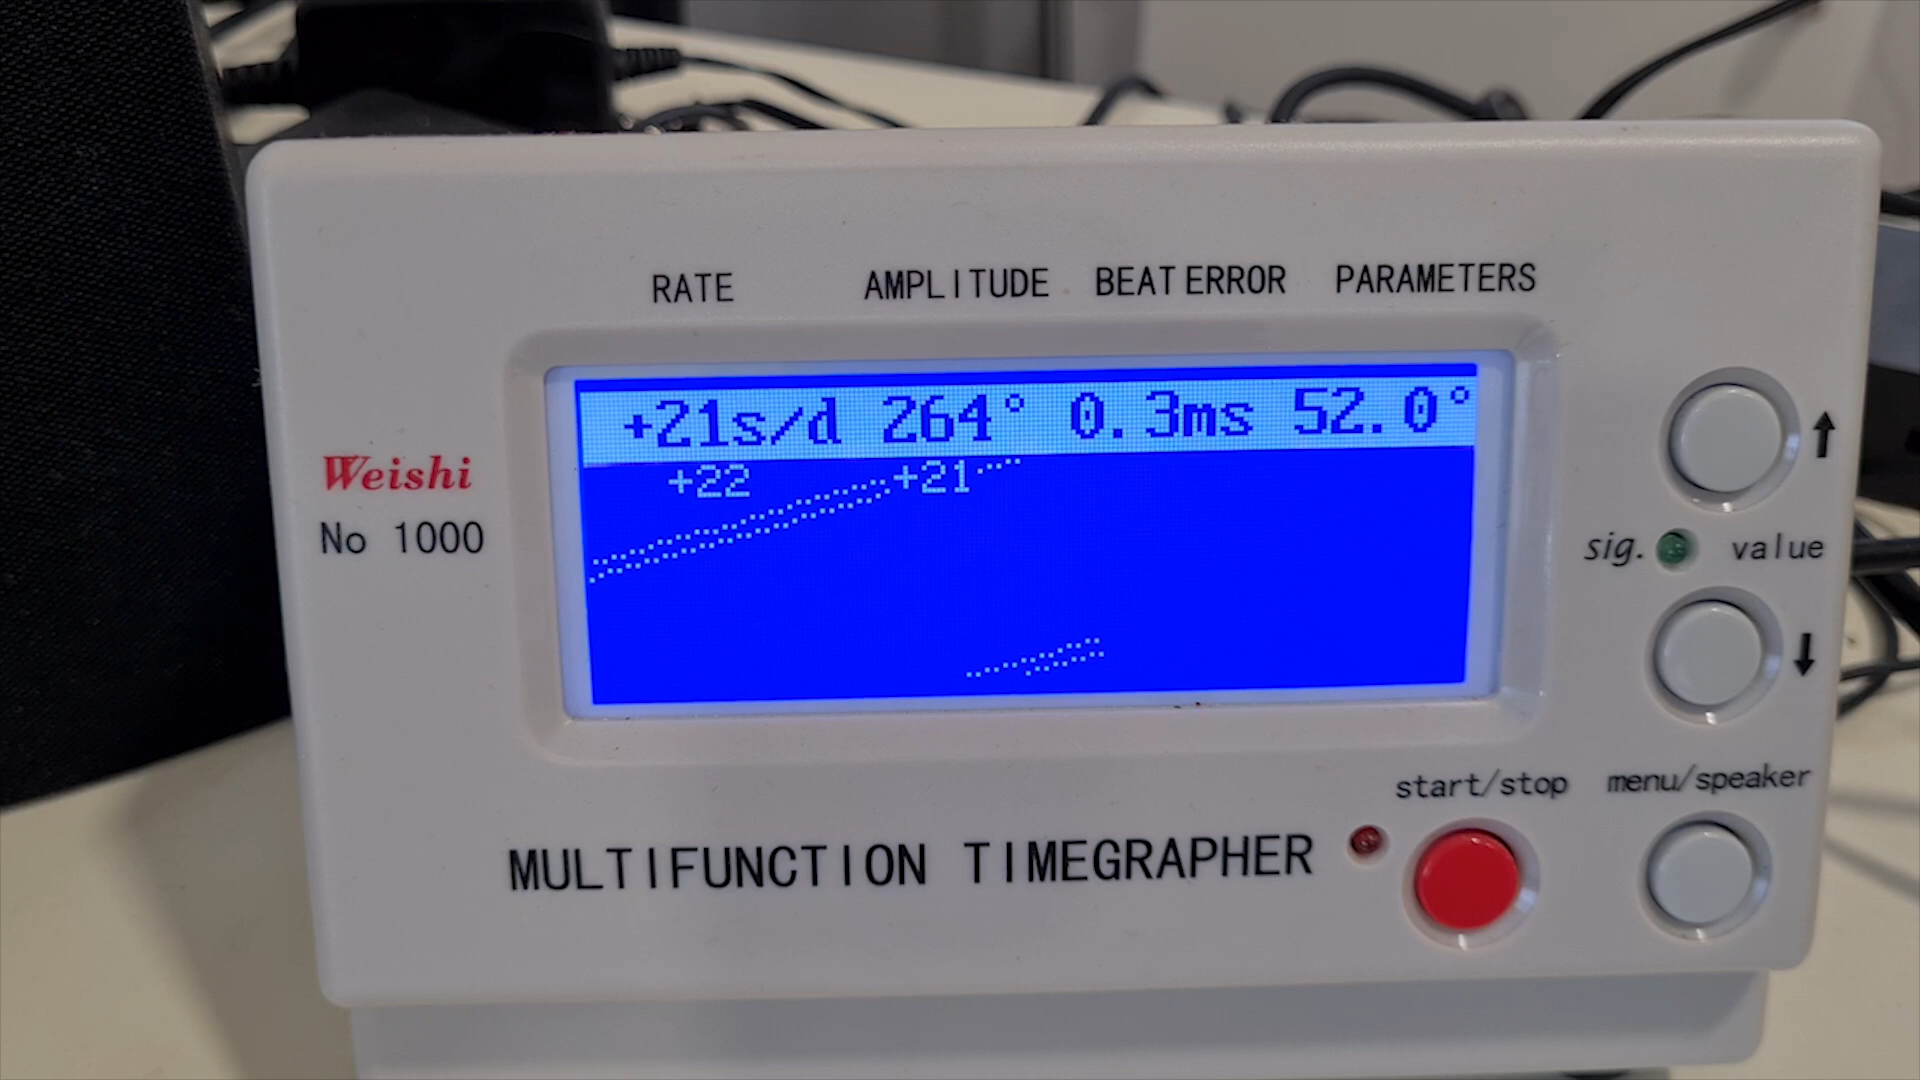 RATE AMPLITUDE BEAT ERROR PARAMETERS
+21s/d 264° 0.3ms 52.0°
+22 +21
Weishi
No 1000
sig. value
start/stop menu/speaker
MULTIFUNCTION TIMEGRAPHER